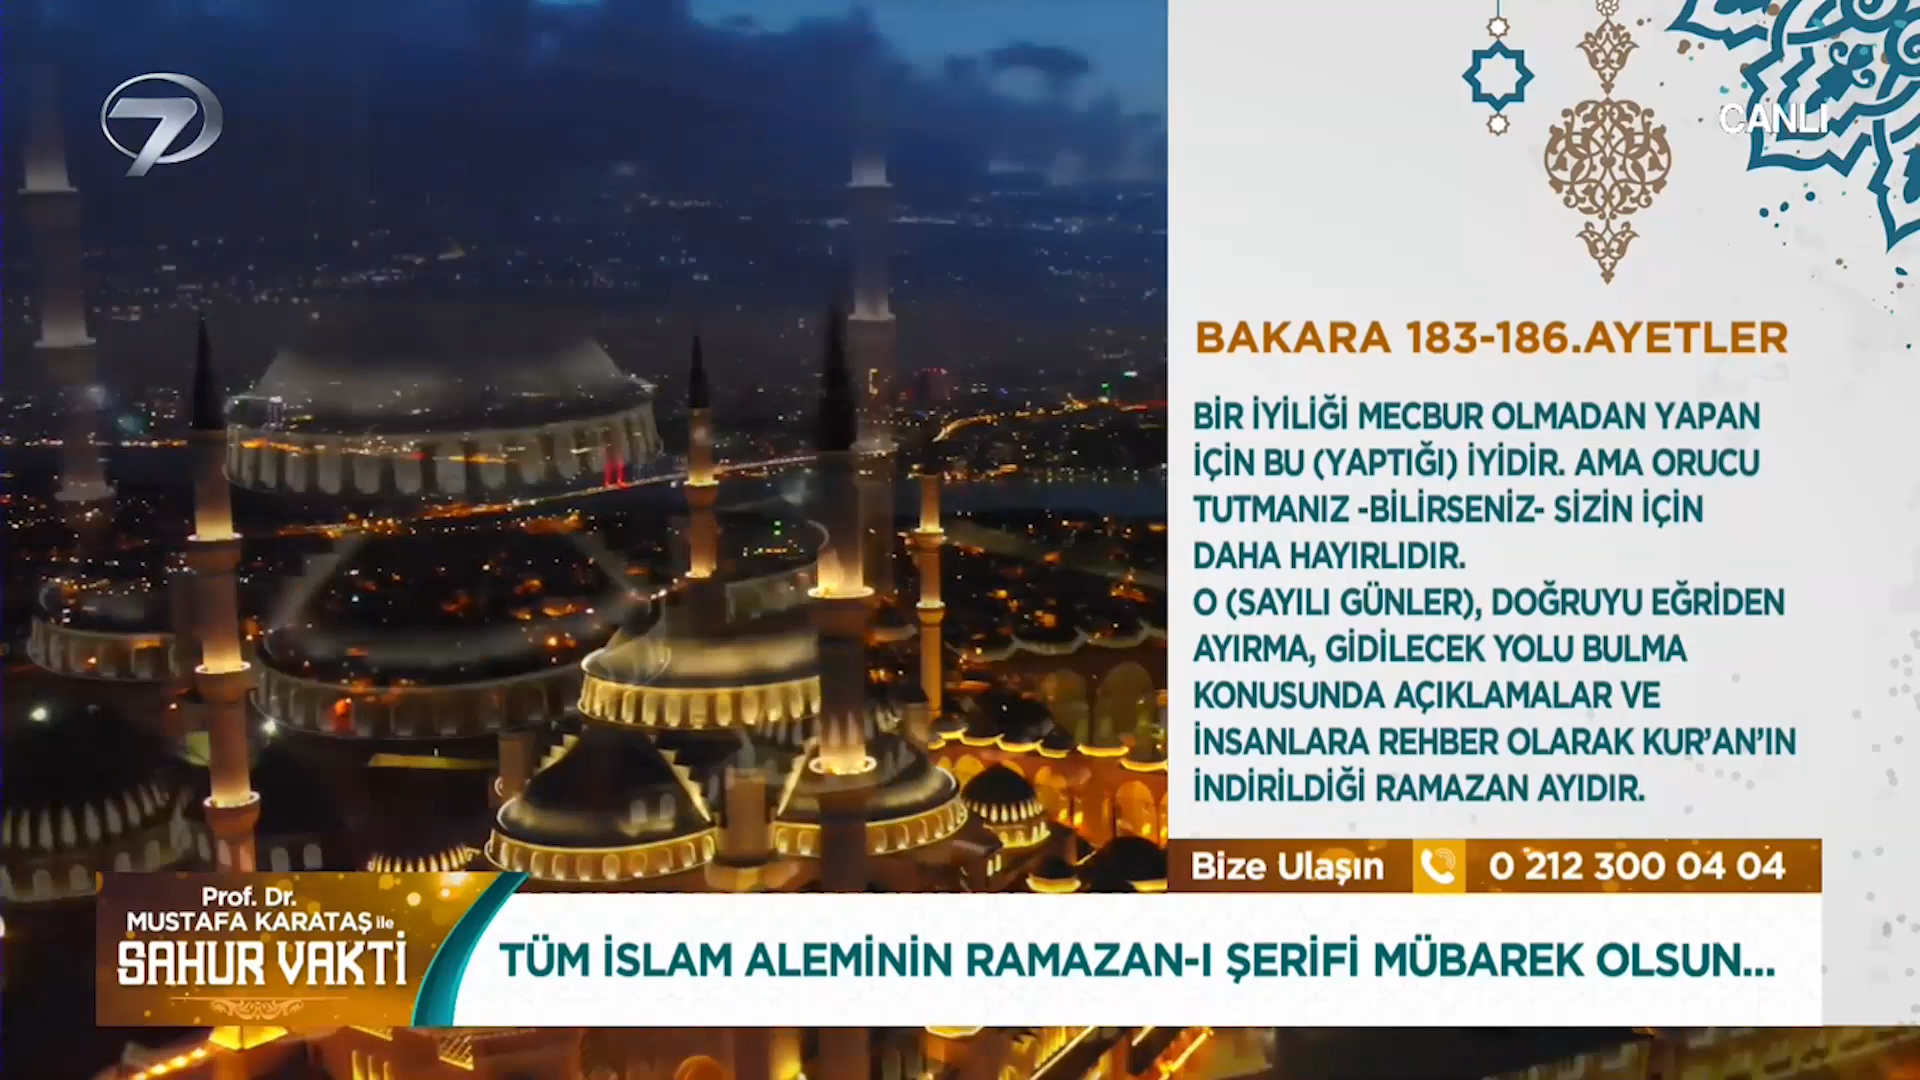 7
CANLI
BAKARA 183-186.AYETLER
BİR İYİLİĞİ MECBUR OLMADAN YAPAN
İÇİN BU (YAPTIĞI) İYİDİR. AMA ORUCU
TUTMANIZ -BİLİRSENİZ- SİZİN İÇİN
DAHA HAYIRLIDIR.
O (SAYILI GÜNLER), DOĞRUYU EĞRİDEN
AYIRMA, GİDİLECEK YOLU BULMA
KONUSUNDA AÇIKLAMALAR VE
İNSANLARA REHBER OLARAK KUR’AN’IN
İNDİRİLDİĞİ RAMAZAN AYIDIR.
Bize Ulaşın 0 212 300 04 04
Prof. Dr.
MUSTAFA KARATAŞ ile
SAHUR VAKTİ
TÜM İSLAM ALEMİNİN RAMAZAN-I ŞERİFİ MÜBAREK OLSUN...